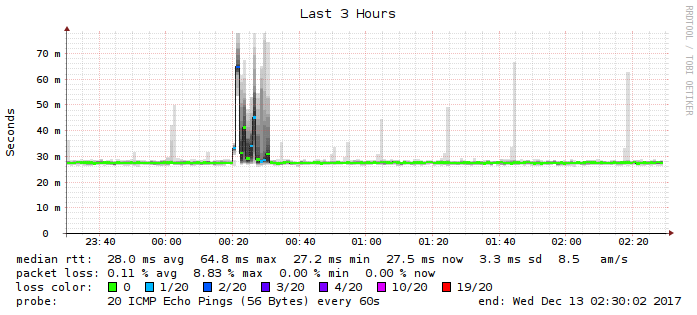 Last 3 Hours
RRDTOOL / TOBI OETIKER
Seconds
70 m
60 m
50 m
40 m
30 m
20 m
10 m
0
23:40 00:00 00:20 00:40 01:00 01:20 01:40 02:00 02:20
median rtt: 28.0 ms avg 64.8 ms max 27.2 ms min 27.5 ms now 3.3 ms sd 8.5 am/s
packet loss: 0.11 % avg 8.83 % max 0.00 % min 0.00 % now
loss color: 0 1/20 2/20 3/20 4/20 10/20 19/20
probe: 20 ICMP Echo Pings (56 Bytes) every 60s end: Wed Dec 13 02:30:02 2017